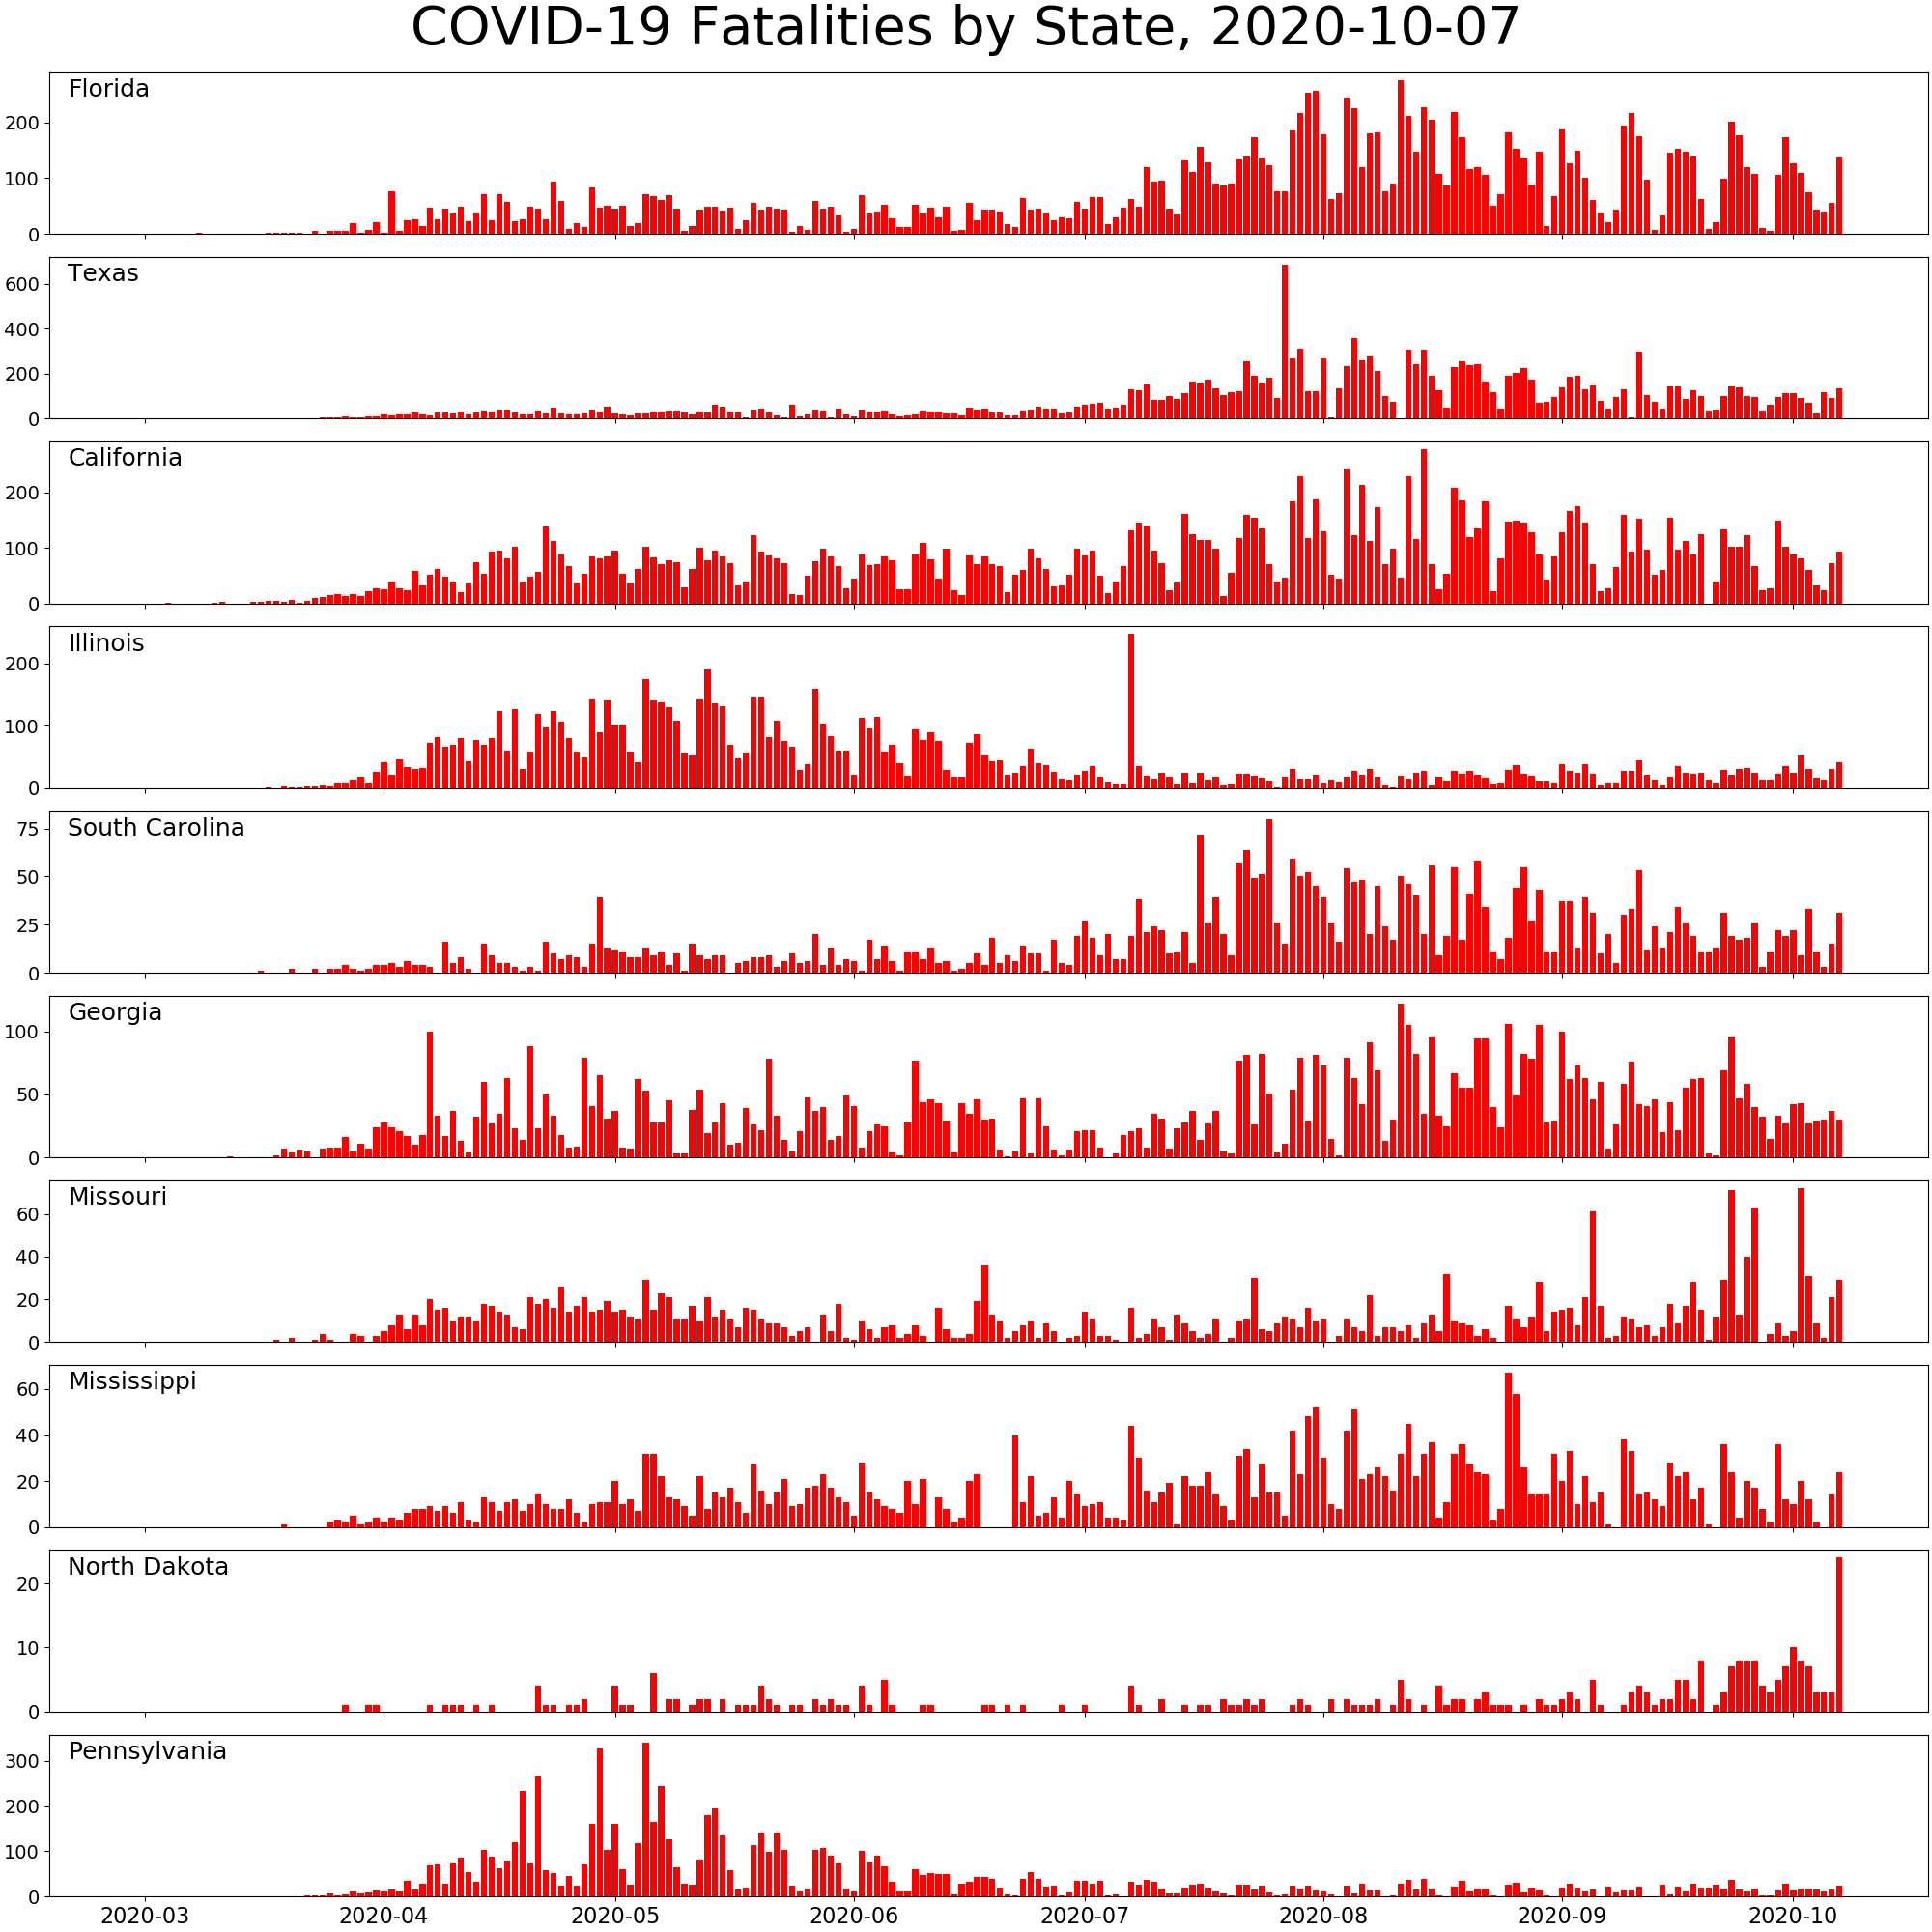 COVID-19 Fatalities by State, 2020-10-07
Florida
200
100
0
Texas
600
400
200
0
California
200
100
0
Illinois
200
100
0
South Carolina
75
50
25
0
Georgia
100
50
0
Missouri
60
40
20
0
Mississippi
60
40
20
0
North Dakota
20
10
0
Pennsylvania
300
200
100
0
2020-03 2020-04 2020-05 2020-06 2020-07 2020-08 2020-09 2020-10